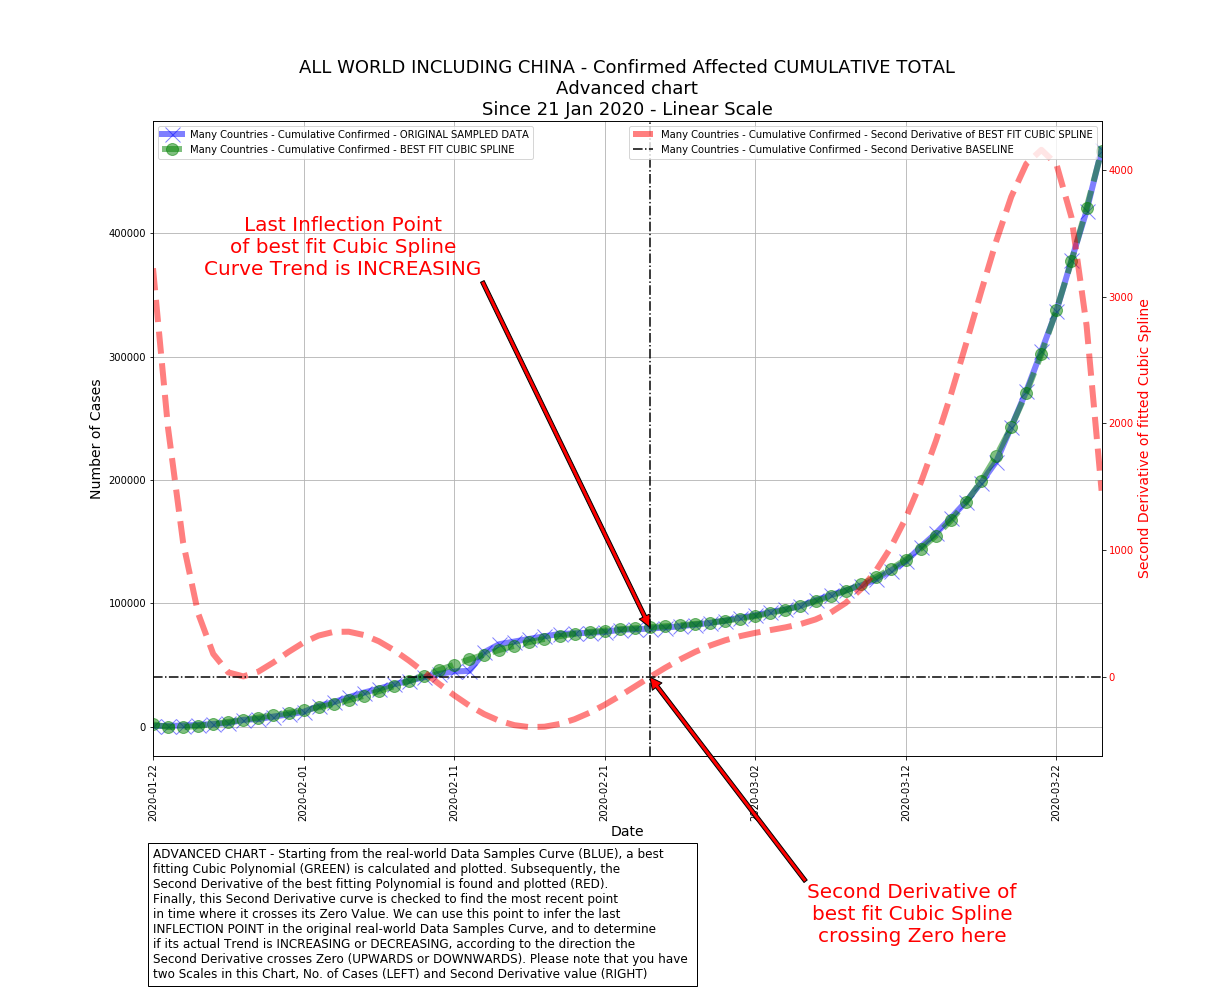 ALL WORLD INCLUDING CHINA - Confirmed Affected CUMULATIVE TOTAL
Advanced chart
Since 21 Jan 2020 - Linear Scale
Many Countries - Cumulative Confirmed - ORIGINAL SAMPLED DATA
Many Countries - Cumulative Confirmed - BEST FIT CUBIC SPLINE
Many Countries - Cumulative Confirmed - Second Derivative of BEST FIT CUBIC SPLINE
Many Countries - Cumulative Confirmed - Second Derivative BASELINE
Last Inflection Point
of best fit Cubic Spline
Curve Trend is INCREASING
Number of Cases
400000
300000
200000
100000
0
4000
3000
2000
1000
0
Second Derivative of fitted Cubic Spline
2020-01-22
2020-02-01
2020-02-11
2020-02-21
2020-03-02
2020-03-12
2020-03-22
Date
ADVANCED CHART - Starting from the real-world Data Samples Curve (BLUE), a best
fitting Cubic Polynomial (GREEN) is calculated and plotted. Subsequently, the
Second Derivative of the best fitting Polynomial is found and plotted (RED).
Finally, this Second Derivative curve is checked to find the most recent point
in time where it crosses its Zero Value. We can use this point to infer the last
INFLECTION POINT in the original real-world Data Samples Curve, and to determine
if its actual Trend is INCREASING or DECREASING, according to the direction the
Second Derivative crosses Zero (UPWARDS or DOWNWARDS). Please note that you have
two Scales in this Chart, No. of Cases (LEFT) and Second Derivative value (RIGHT)
Second Derivative of
best fit Cubic Spline
crossing Zero here